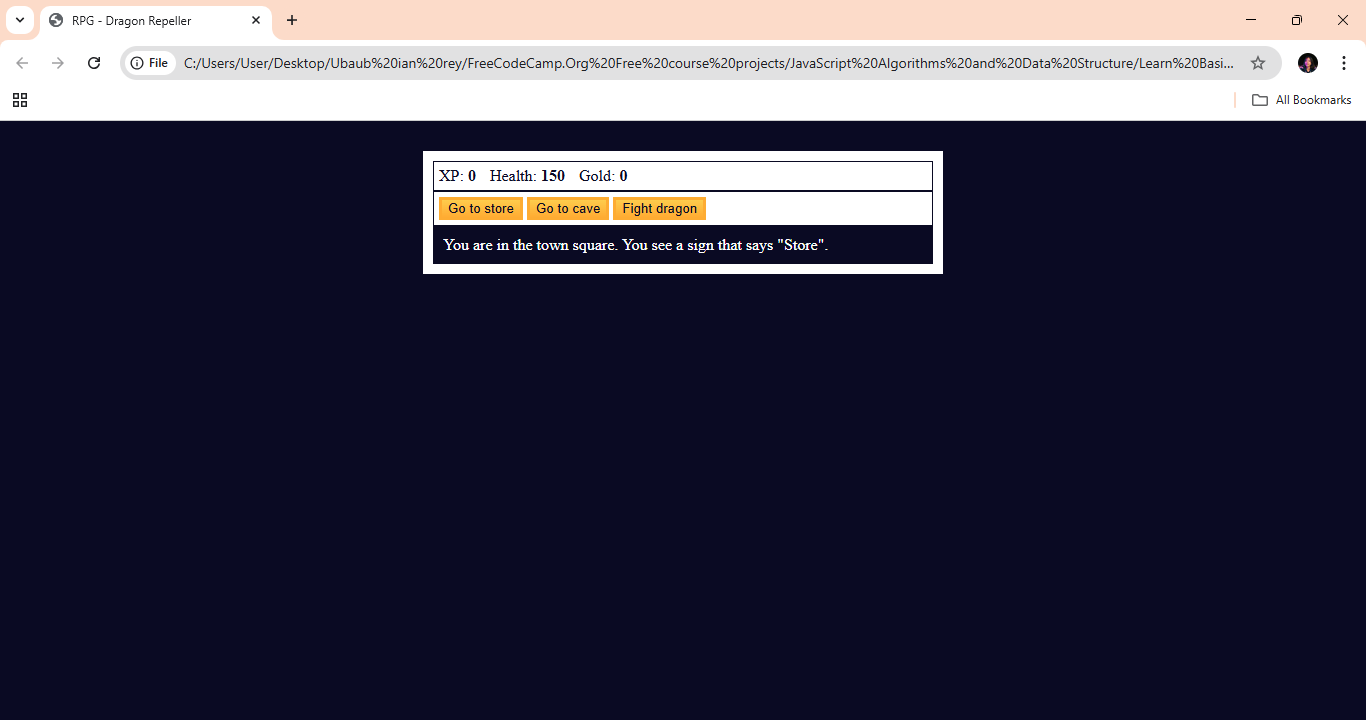 RPG - Dragon Repeller
File C:/Users/User/Desktop/Ubaub%20ian%20rey/FreeCodeCamp.Org%20Free%20course%20projects/JavaScript%20Algorithms%20and%20Data%20Structure/Learn%20Basi...
All Bookmarks
XP: 0 Health: 150 Gold: 0
Go to store Go to cave Fight dragon
You are in the town square. You see a sign that says "Store".